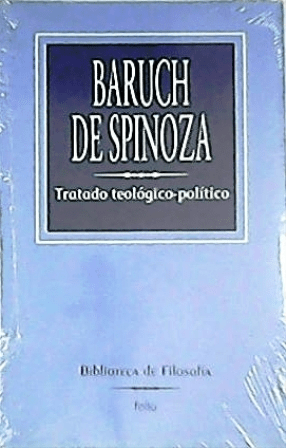 BARUCH
DE SPINOZA
Tratado teológico-político
Biblioteca de Filosofía
folio